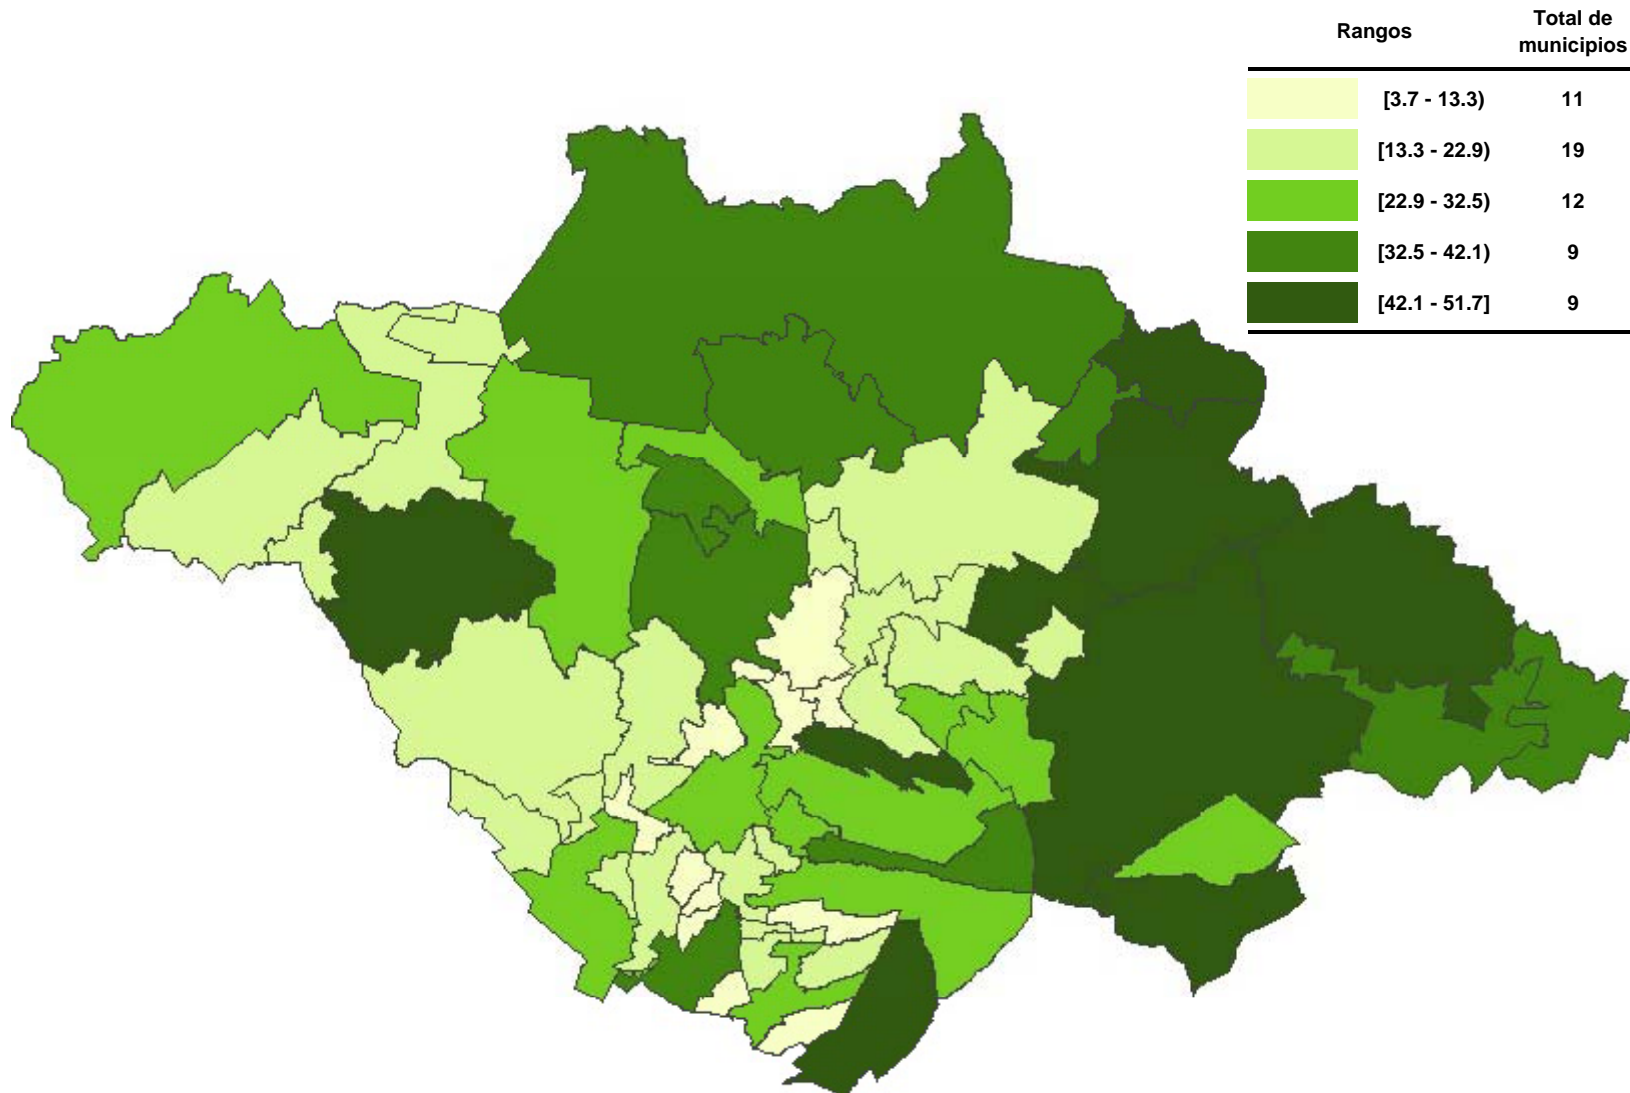 Rangos Total de municipios
[3.7 - 13.3) 11
[13.3 - 22.9) 19
[22.9 - 32.5) 12
[32.5 - 42.1) 9
[42.1 - 51.7] 9